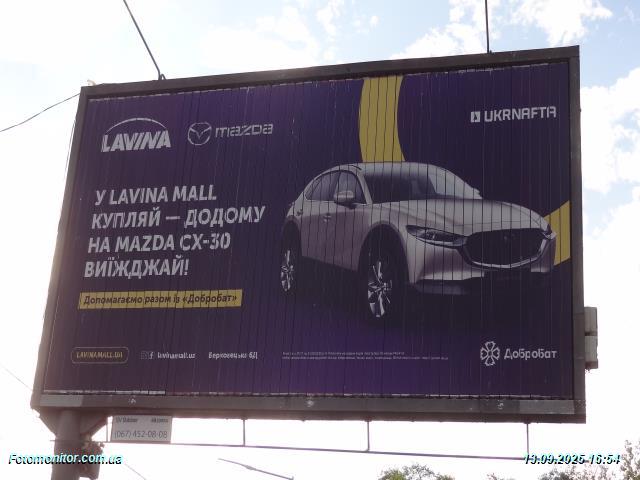 LAVINA
mazda
UKRNAFTA
У LAVINA MALL
КУПЛЯЙ — ДОДОМУ
НА MAZDA CX-30
ВИЇЖДЖАЙ!
Допомагаємо разом із «Добробат»
LAVINAMALL.UA
lavinamall.ua
Берковецька 6Д
Добробат
(067) 452-08-08
Fotomonitor.com.ua
13.09.2025 16:54